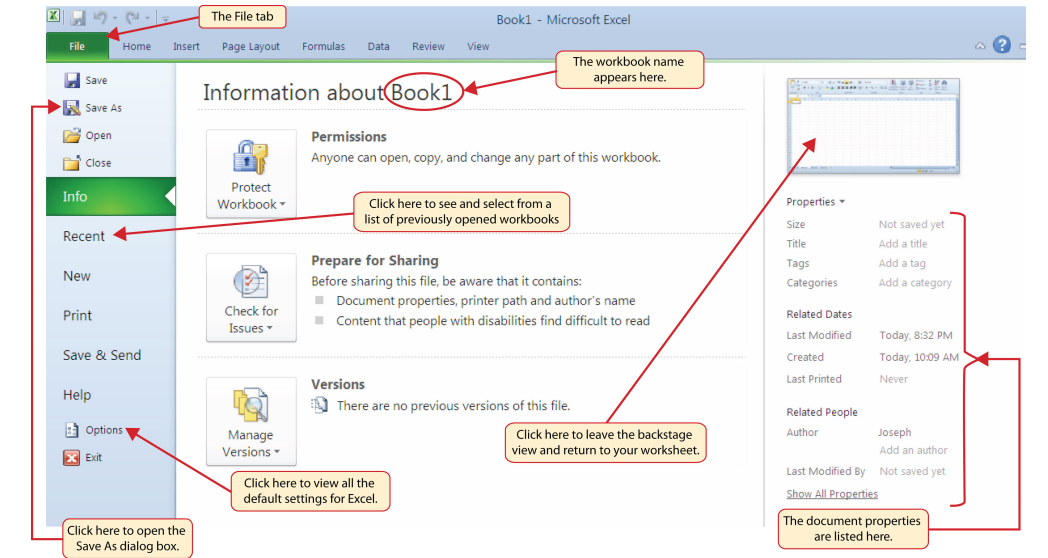 The File tab
Book1 - Microsoft Excel
File Home Insert Page Layout Formulas Data Review View
The workbook name
appears here.
Save
Save As
Open
Close
Info
Recent
New
Print
Save & Send
Help
Options
Exit
Information about Book1
Protect
Workbook
Permissions
Anyone can open, copy, and change any part of this workbook.
Click here to see and select from a
list of previously opened workbooks
Check for
Issues
Prepare for Sharing
Before sharing this file, be aware that it contains:
Document properties, printer path and author's name
Content that people with disabilities find difficult to read
Manage
Versions
Versions
There are no previous versions of this file.
Click here to leave the backstage
view and return to your worksheet.
Click here to view all the
default settings for Excel.
Click here to open the
Save As dialog box.
Properties
Size Not saved yet
Title Add a title
Tags Add a tag
Categories Add a category
Related Dates
Last Modified Today, 8:32 PM
Created Today, 10:09 AM
Last Printed Never
Related People
Author Joseph
Add an author
Last Modified By Not saved yet
Show All Properties
The document properties
are listed here.